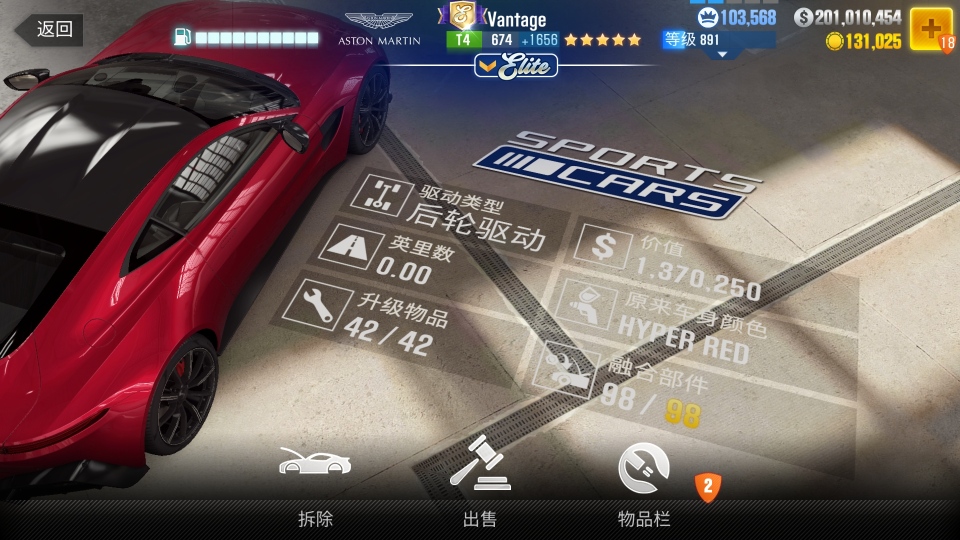 返回
ASTON MARTIN
S
Vantage
T4 674 +1656
Elite
103,568
201,010,454
等级 891
131,025
18
SPORTS
CARS
驱动类型
后轮驱动
英里数
0.00
升级物品
42/42
价值
1,370,250
原来车身颜色
HYPER RED
融合部件
98/98
拆除
出售
物品栏
2